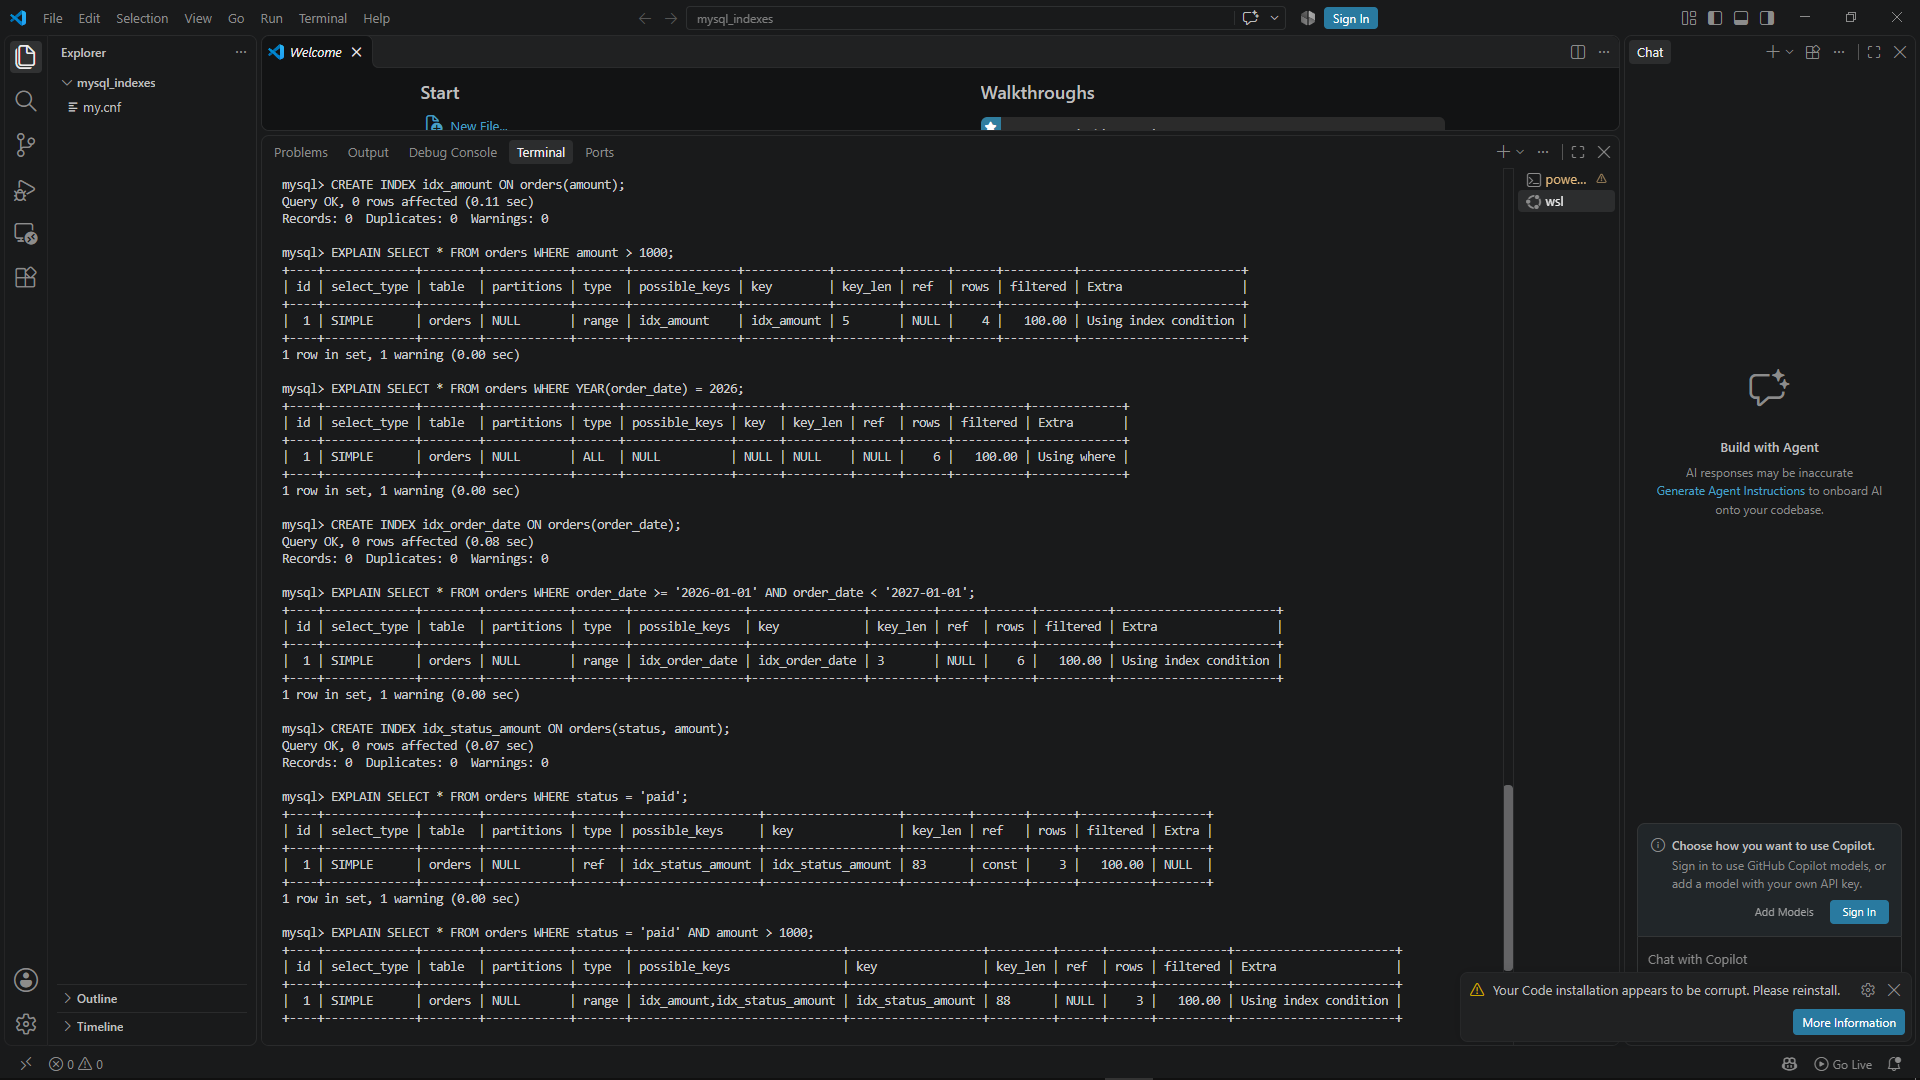 File Edit Selection View Go Run Terminal Help
mysql_indexes
Sign In
Explorer
mysql_indexes
my.cnf
Outline
Timeline
Welcome
Start
New File...
Walkthroughs
Problems Output Debug Console Terminal Ports
powe...
wsl
mysql> CREATE INDEX idx_amount ON orders(amount);
Query OK, 0 rows affected (0.11 sec)
Records: 0  Duplicates: 0  Warnings: 0
mysql> EXPLAIN SELECT * FROM orders WHERE amount > 1000;
+----+-------------+--------+------------+-------+---------------+------------+---------+------+------+----------+-----------------------+
| id | select_type | table  | partitions | type  | possible_keys | key        | key_len | ref  | rows | filtered | Extra                 |
+----+-------------+--------+------------+-------+---------------+------------+---------+------+------+----------+-----------------------+
|  1 | SIMPLE      | orders | NULL       | range | idx_amount    | idx_amount | 5       | NULL |    4 |   100.00 | Using index condition |
+----+-------------+--------+------------+-------+---------------+------------+---------+------+------+----------+-----------------------+
1 row in set, 1 warning (0.00 sec)
mysql> EXPLAIN SELECT * FROM orders WHERE YEAR(order_date) = 2026;
+----+-------------+--------+------------+------+---------------+------+---------+------+------+----------+-------------+
| id | select_type | table  | partitions | type | possible_keys | key  | key_len | ref  | rows | filtered | Extra       |
+----+-------------+--------+------------+------+---------------+------+---------+------+------+----------+-------------+
|  1 | SIMPLE      | orders | NULL       | ALL  | NULL          | NULL | NULL    | NULL |    6 |   100.00 | Using where |
+----+-------------+--------+------------+------+---------------+------+---------+------+------+----------+-------------+
1 row in set, 1 warning (0.00 sec)
mysql> CREATE INDEX idx_order_date ON orders(order_date);
Query OK, 0 rows affected (0.08 sec)
Records: 0  Duplicates: 0  Warnings: 0
mysql> EXPLAIN SELECT * FROM orders WHERE order_date >= '2026-01-01' AND order_date < '2027-01-01';
+----+-------------+--------+------------+-------+----------------+----------------+---------+------+------+----------+-----------------------+
| id | select_type | table  | partitions | type  | possible_keys  | key            | key_len | ref  | rows | filtered | Extra                 |
+----+-------------+--------+------------+-------+----------------+----------------+---------+------+------+----------+-----------------------+
|  1 | SIMPLE      | orders | NULL       | range | idx_order_date | idx_order_date | 3       | NULL |    6 |   100.00 | Using index condition |
+----+-------------+--------+------------+-------+----------------+----------------+---------+------+------+----------+-----------------------+
1 row in set, 1 warning (0.00 sec)
mysql> CREATE INDEX idx_status_amount ON orders(status, amount);
Query OK, 0 rows affected (0.07 sec)
Records: 0  Duplicates: 0  Warnings: 0
mysql> EXPLAIN SELECT * FROM orders WHERE status = 'paid';
+----+-------------+--------+------------+------+-------------------+-------------------+---------+-------+------+----------+-------+
| id | select_type | table  | partitions | type | possible_keys     | key               | key_len | ref   | rows | filtered | Extra |
+----+-------------+--------+------------+------+-------------------+-------------------+---------+-------+------+----------+-------+
|  1 | SIMPLE      | orders | NULL       | ref  | idx_status_amount | idx_status_amount | 83      | const |    3 |   100.00 | NULL  |
+----+-------------+--------+------------+------+-------------------+-------------------+---------+-------+------+----------+-------+
1 row in set, 1 warning (0.00 sec)
mysql> EXPLAIN SELECT * FROM orders WHERE status = 'paid' AND amount > 1000;
+----+-------------+--------+------------+-------+------------------------------+-------------------+---------+------+------+----------+-----------------------+
| id | select_type | table  | partitions | type  | possible_keys                | key               | key_len | ref  | rows | filtered | Extra                 |
+----+-------------+--------+------------+-------+------------------------------+-------------------+---------+------+------+----------+-----------------------+
|  1 | SIMPLE      | orders | NULL       | range | idx_amount,idx_status_amount | idx_status_amount | 88      | NULL |    3 |   100.00 | Using index condition |
+----+-------------+--------+------------+-------+------------------------------+-------------------+---------+------+------+----------+-----------------------+
Chat
Build with Agent
AI responses may be inaccurate
Generate Agent Instructions to onboard AI
onto your codebase.
Choose how you want to use Copilot.
Sign in to use GitHub Copilot models, or
add a model with your own API key.
Add Models
Sign In
Chat with Copilot
Your Code installation appears to be corrupt. Please reinstall.
More Information
0 0
Go Live